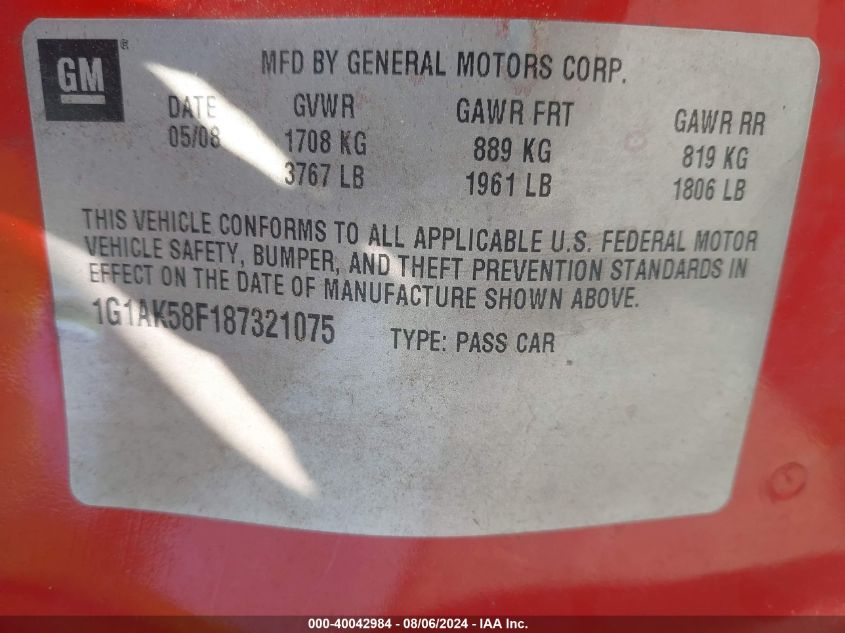 GM®
MFD BY GENERAL MOTORS CORP.
DATE GVWR GAWR FRT GAWR RR
05/08 1708 KG 889 KG 819 KG
3767 LB 1961 LB 1806 LB
THIS VEHICLE CONFORMS TO ALL APPLICABLE U.S. FEDERAL MOTOR
VEHICLE SAFETY, BUMPER, AND THEFT PREVENTION STANDARDS IN
EFFECT ON THE DATE OF MANUFACTURE SHOWN ABOVE.
1G1AK58F187321075 TYPE: PASS CAR
000-40042984 - 08/06/2024 - IAA Inc.